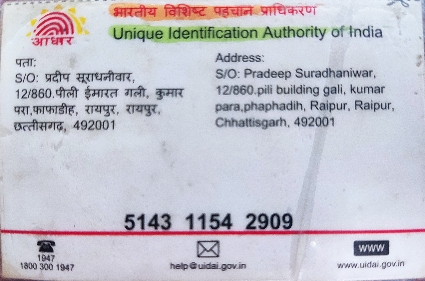 भारतीय विशिष्ट पहचान प्राधिकरण
Unique Identification Authority of India
आधार
पता:
S/O: प्रदीप सूराधनीवार,
12/860.पीली ईमारत गली, कुमार
परा,फाफाडीह, रायपुर, रायपुर,
छत्तीसगढ़, 492001
Address:
S/O: Pradeep Suradhaniwar,
12/860.pili building gali, kumar
para,phaphadih, Raipur, Raipur,
Chhattisgarh, 492001
5143 1154 2909
1947
1800 300 1947
help@uidai.gov.in
www
www.uidai.gov.in